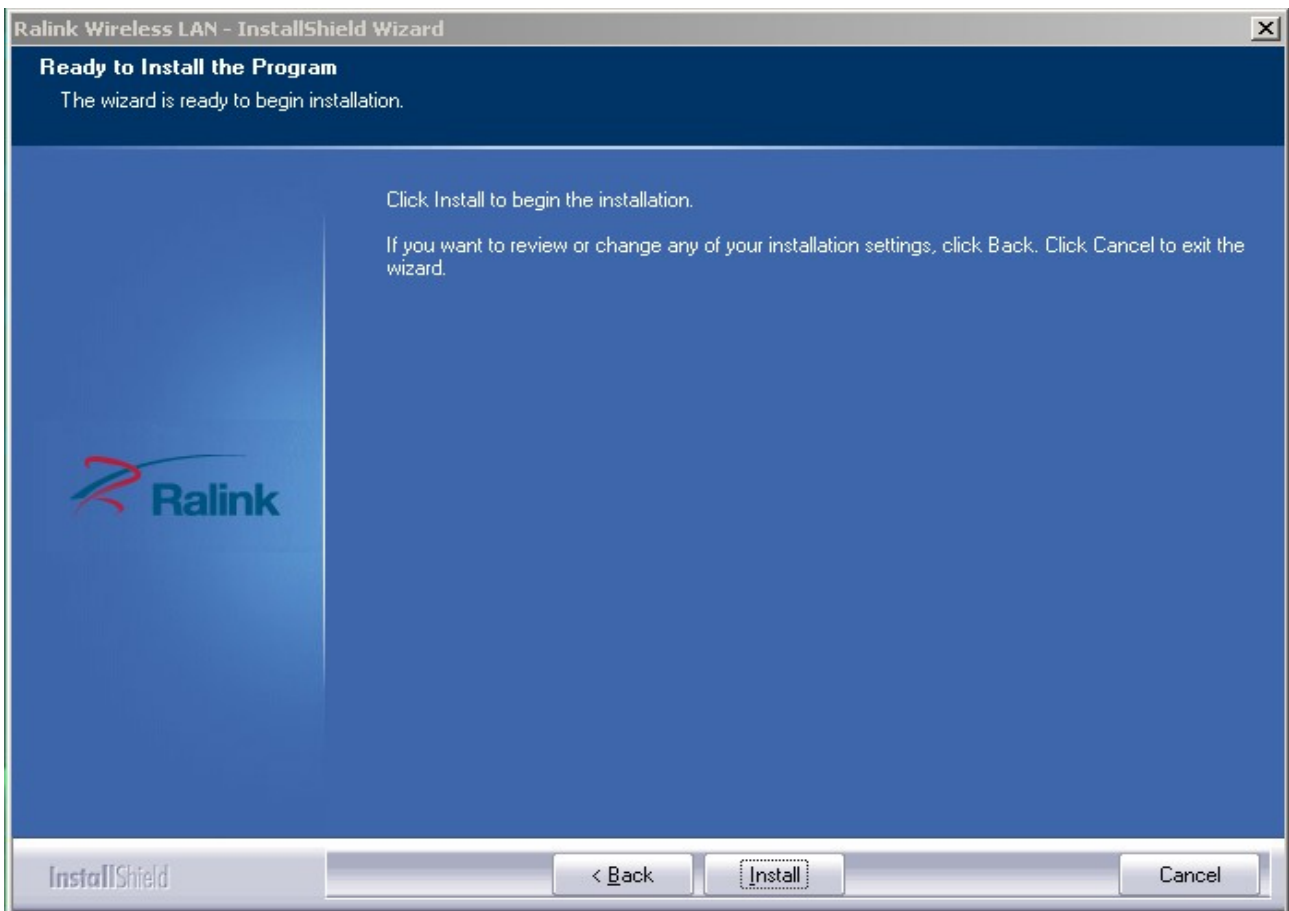 Ralink Wireless LAN - InstallShield Wizard
Ready to Install the Program
The wizard is ready to begin installation.
Click Install to begin the installation.
If you want to review or change any of your installation settings, click Back. Click Cancel to exit the
wizard.
Ralink
InstallShield
< Back
Install
Cancel